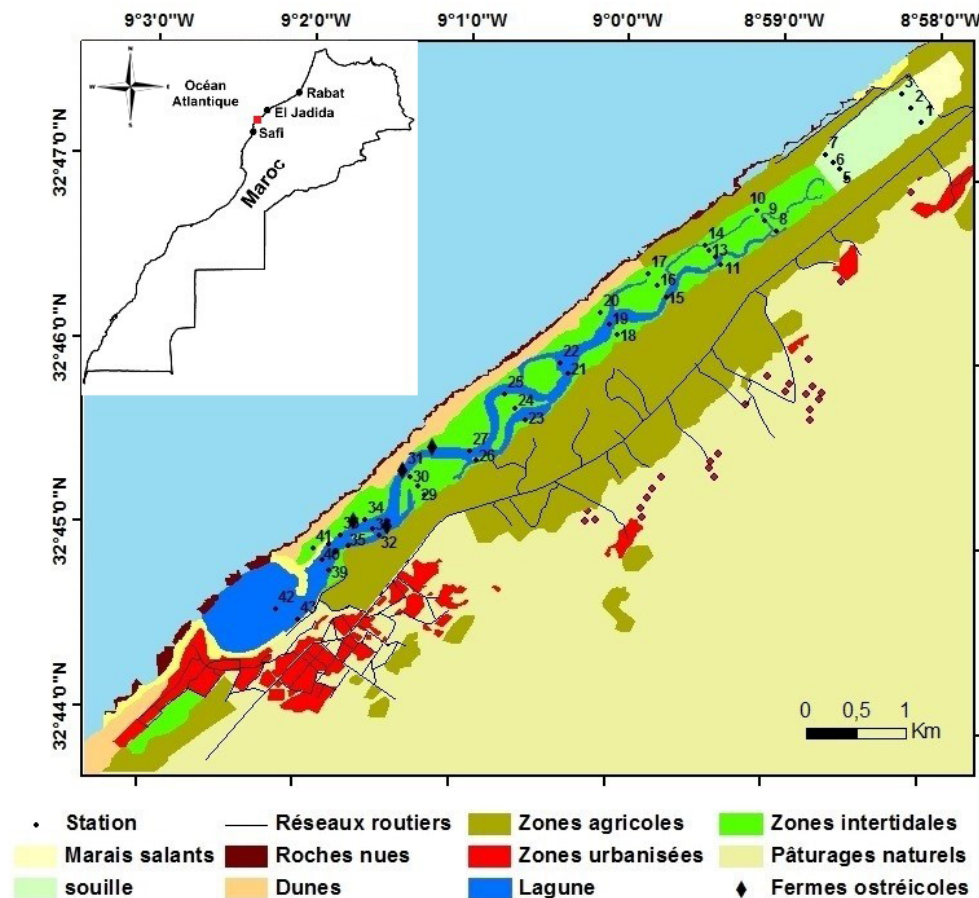 9°3'0"W 9°2'0"W 9°1'0"W 9°0'0"W 8°59'0"W 8°58'0"W
32°47'0"N
32°46'0"N
32°45'0"N
32°44'0"N
Océan
Atlantique
Rabat
El Jadida
Safi
Maroc
3
2
1
7
6
5
10
9
8
14
13
11
17
16
15
20
19
18
22
21
25
24
23
27
26
31
30
29
34
32
35
41
39
42
43
0 0,5 1
Km
Station Réseaux routiers Zones agricoles Zones intertidales
Marais salants Roches nues Zones urbanisées Pâturages naturels
souille Dunes Lagune Fermes ostréicoles